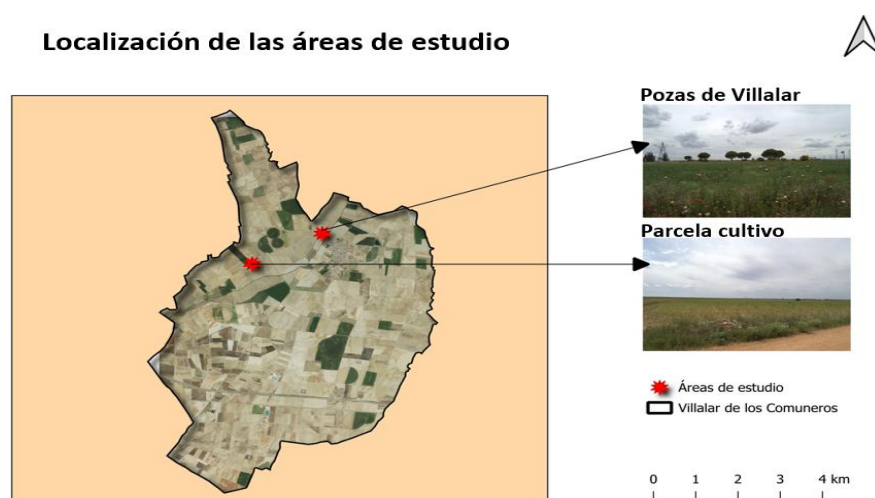 Localización de las áreas de estudio
Pozas de Villalar
Parcela cultivo
Áreas de estudio
Villalar de los Comuneros
0 1 2 3 4 km